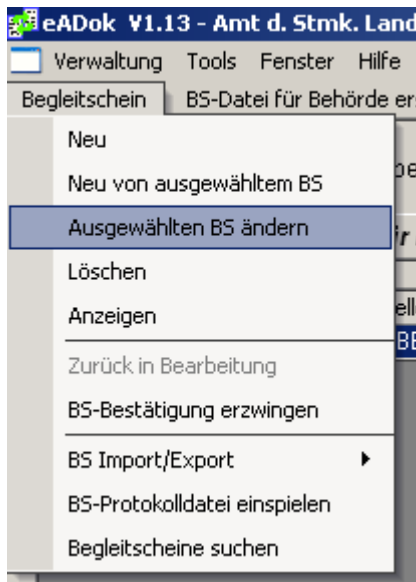 eADok V1.13 - Amt d. Stmk. Land
Verwaltung Tools Fenster Hilfe
Begleitschein BS-Datei für Behörde er
Neu
Neu von ausgewähltem BS
Ausgewählten BS ändern
Löschen
Anzeigen
Zurück in Bearbeitung
BS-Bestätigung erzwingen
BS Import/Export
BS-Protokolldatei einspielen
Begleitscheine suchen